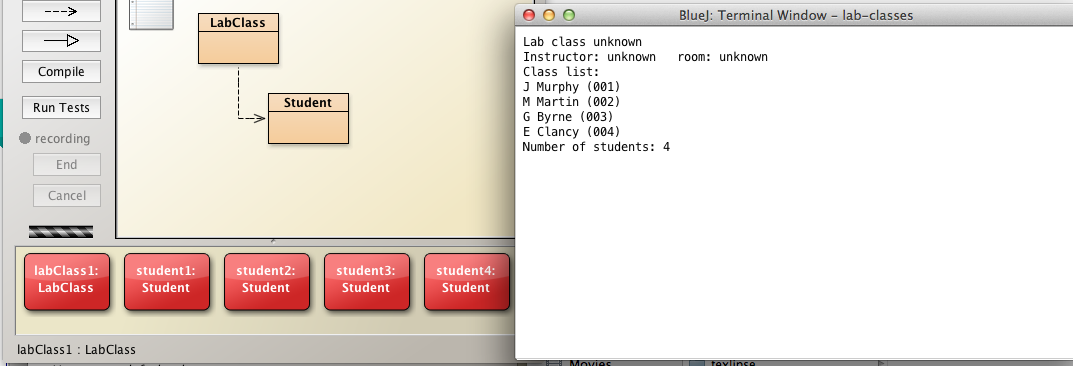 LabClass
Student
Compile
Run Tests
recording
End
Cancel
labClass1:
LabClass
student1:
Student
student2:
Student
student3:
Student
student4:
Student
labClass1 : LabClass
BlueJ: Terminal Window – lab-classes
Lab class unknown
Instructor: unknown   room: unknown
Class list:
J Murphy (001)
M Martin (002)
G Byrne (003)
E Clancy (004)
Number of students: 4
Movies
texlipse